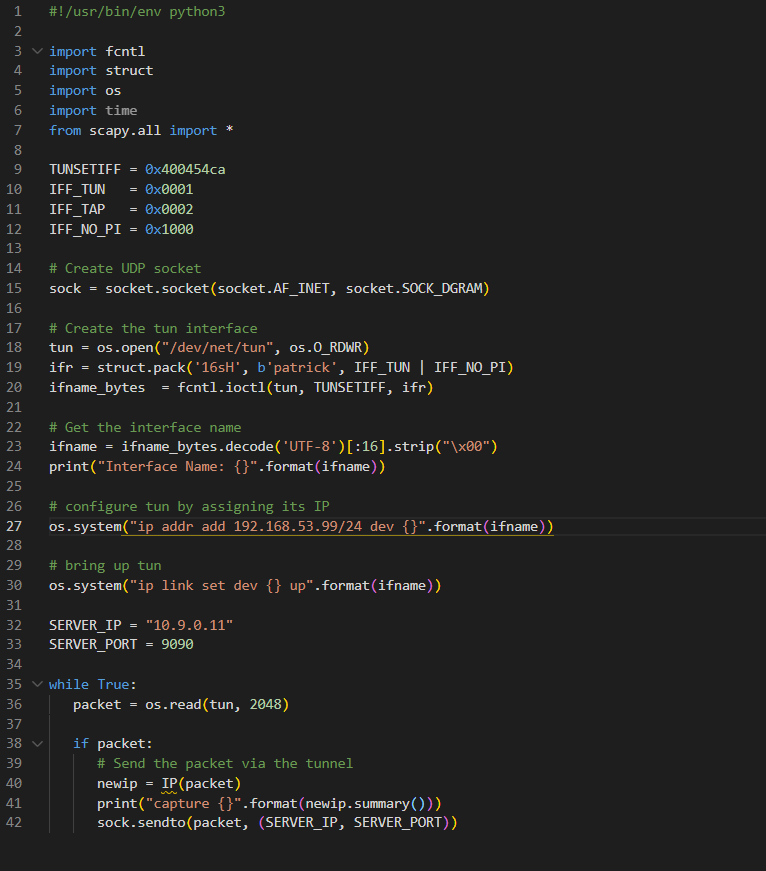 1 #!/usr/bin/env python3
2
3 import fcntl
4 import struct
5 import os
6 import time
7 from scapy.all import *
8
9 TUNSETIFF = 0x400454ca
10 IFF_TUN   = 0x0001
11 IFF_TAP   = 0x0002
12 IFF_NO_PI = 0x1000
13
14 # Create UDP socket
15 sock = socket.socket(socket.AF_INET, socket.SOCK_DGRAM)
16
17 # Create the tun interface
18 tun = os.open("/dev/net/tun", os.O_RDWR)
19 ifr = struct.pack('16sH', b'patrick', IFF_TUN | IFF_NO_PI)
20 ifname_bytes  = fcntl.ioctl(tun, TUNSETIFF, ifr)
21
22 # Get the interface name
23 ifname = ifname_bytes.decode('UTF-8')[:16].strip("\x00")
24 print("Interface Name: {}".format(ifname))
25
26 # configure tun by assigning its IP
27 os.system("ip addr add 192.168.53.99/24 dev {}".format(ifname))
28
29 # bring up tun
30 os.system("ip link set dev {} up".format(ifname))
31
32 SERVER_IP = "10.9.0.11"
33 SERVER_PORT = 9090
34
35 while True:
36    packet = os.read(tun, 2048)
37
38    if packet:
39       # Send the packet via the tunnel
40       newip = IP(packet)
41       print("capture {}".format(newip.summary()))
42       sock.sendto(packet, (SERVER_IP, SERVER_PORT))